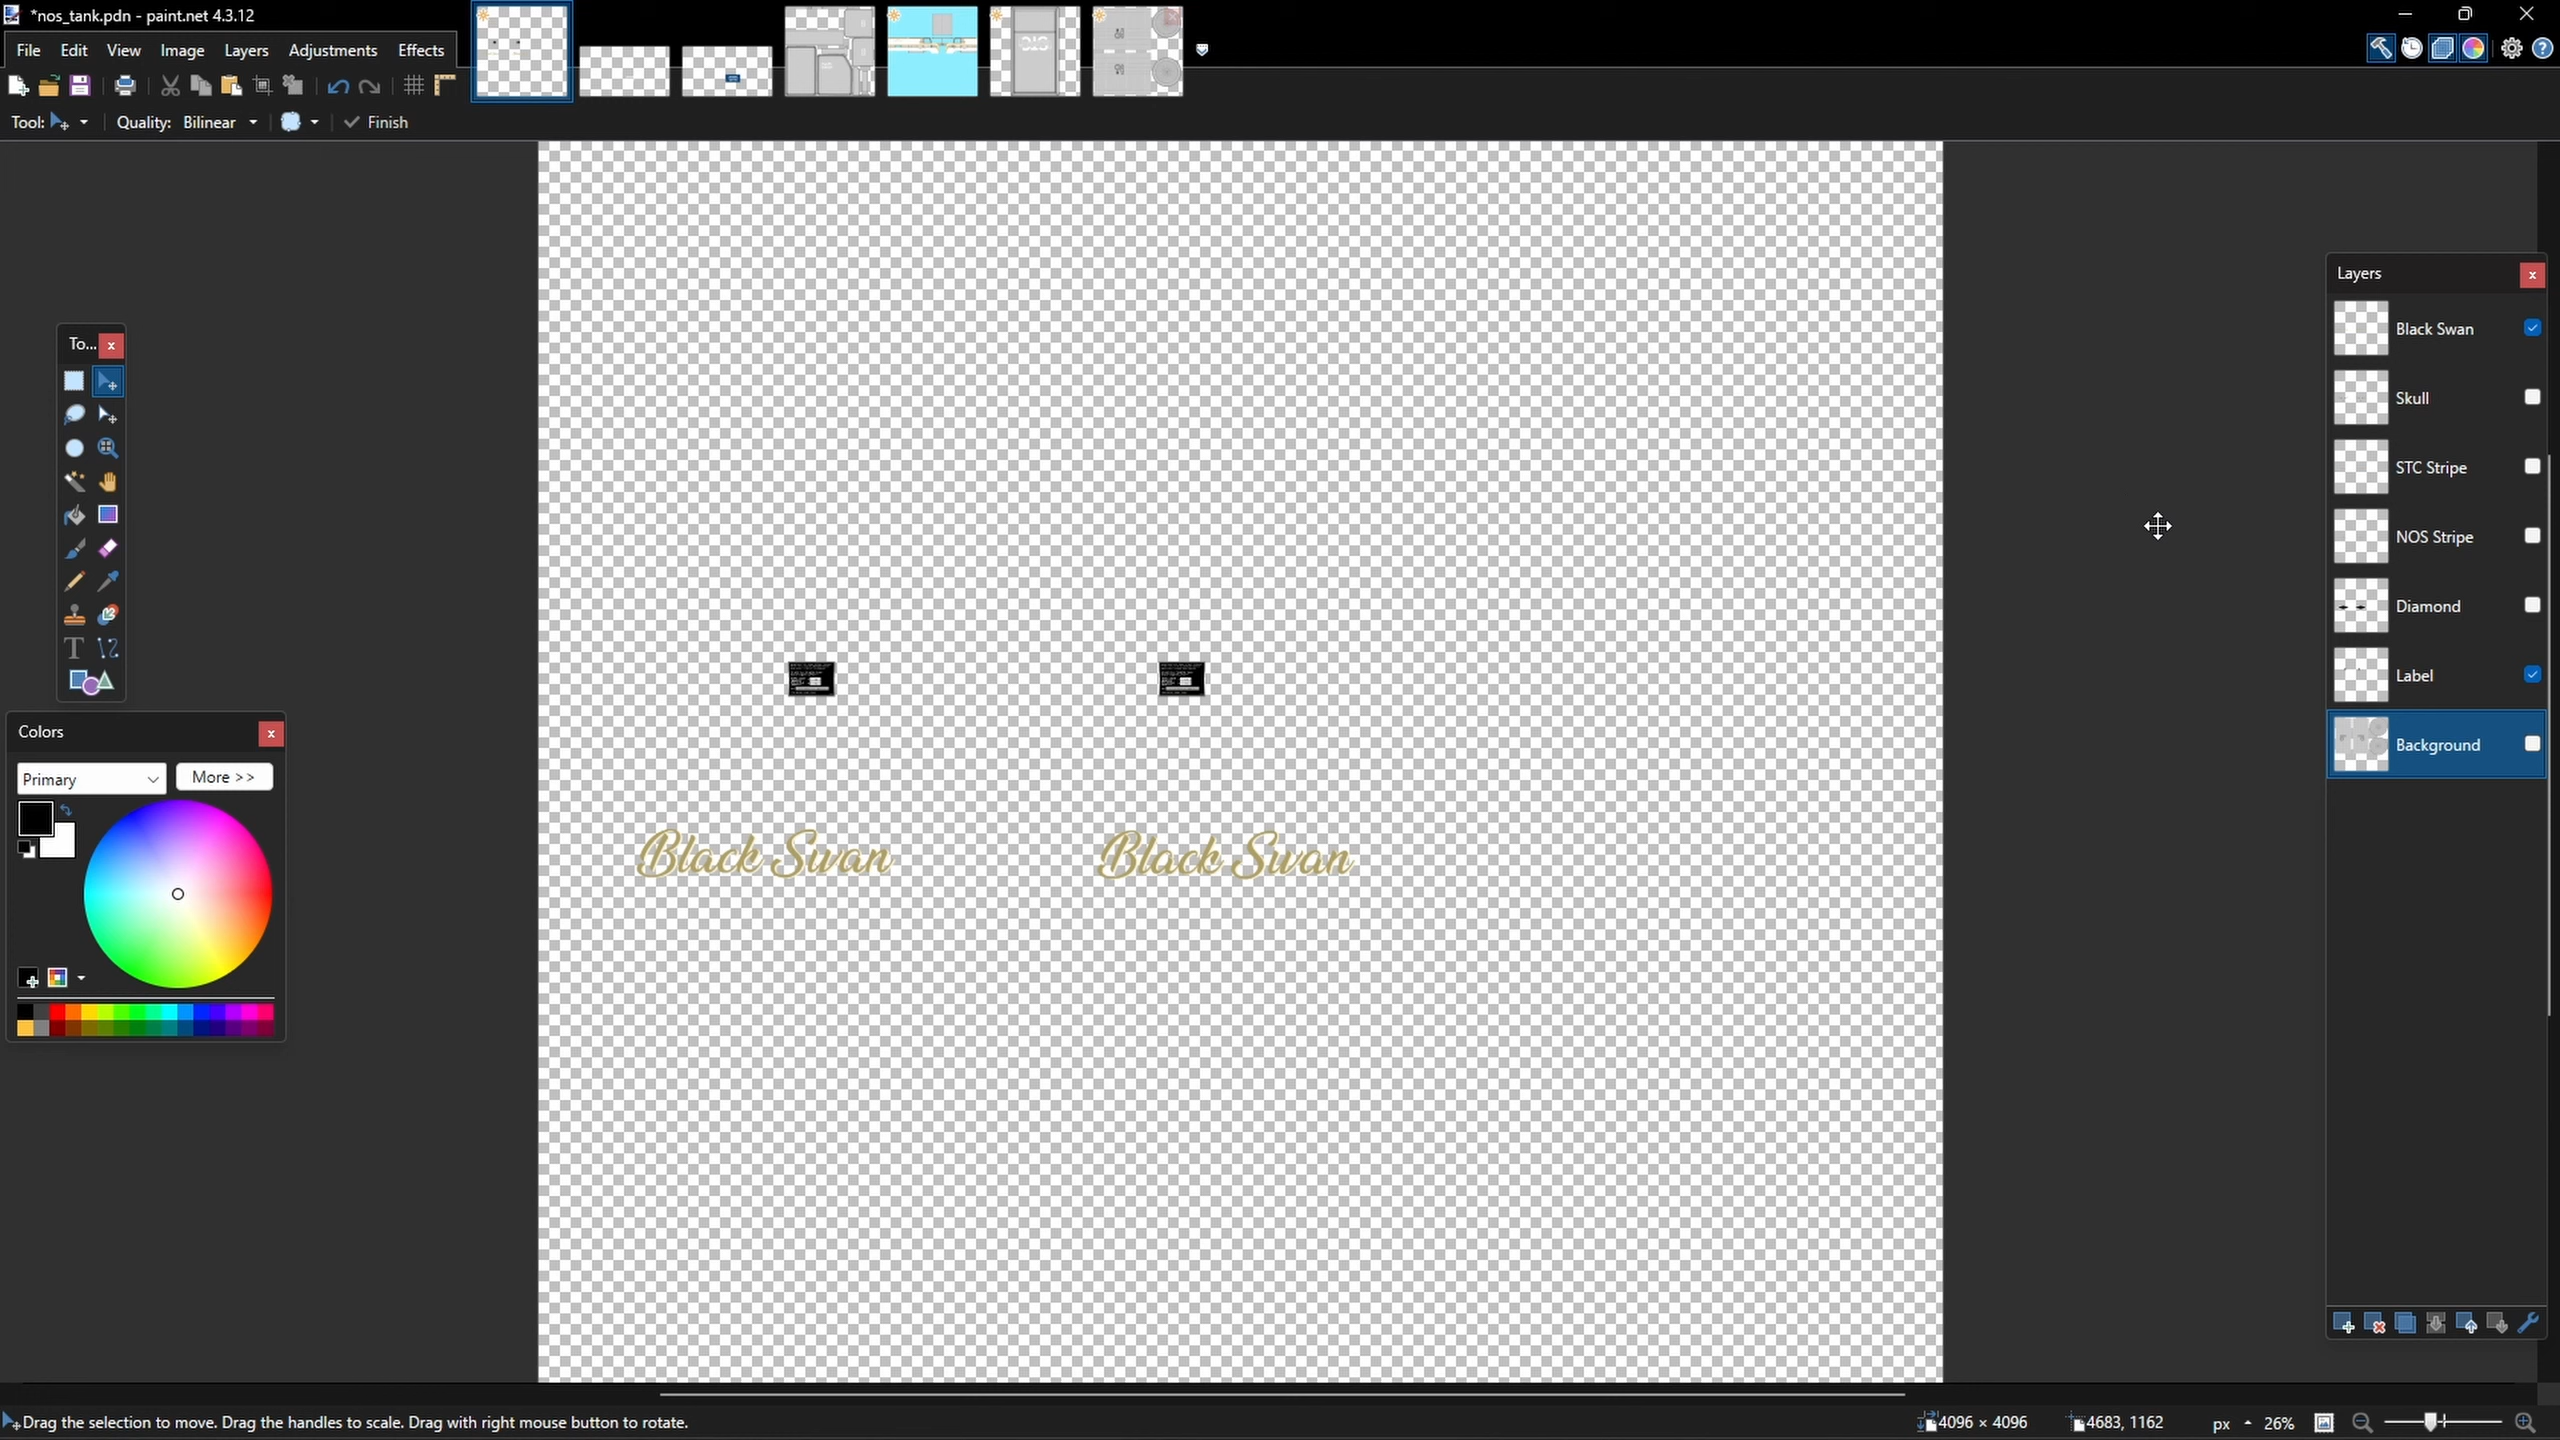 *nos_tank.pdn - paint.net 4.3.12
File Edit View Image Layers Adjustments Effects
Tool: Quality: Bilinear Finish
To...
Layers
Black Swan
Skull
STC Stripe
NOS Stripe
Diamond
Label
Background
Colors
Primary More >>
Black Swan Black Swan
Drag the selection to move. Drag the handles to scale. Drag with right mouse button to rotate.
4096 × 4096 4683, 1162 px 26%